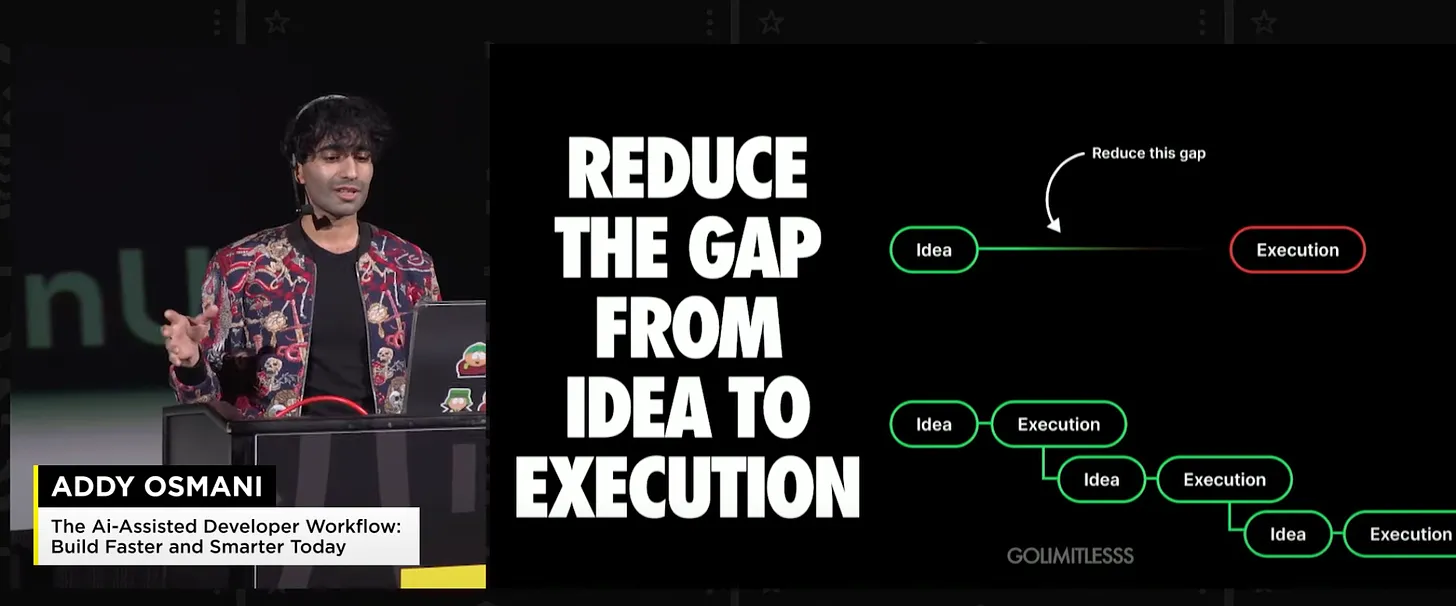 nU
ADDY OSMANI
The Ai-Assisted Developer Workflow:
Build Faster and Smarter Today
REDUCE
THE GAP
FROM
IDEA TO
EXECUTION
Reduce this gap
Idea
Execution
Idea
Execution
Idea
Execution
Idea
Execution
GOLIMITLESSS